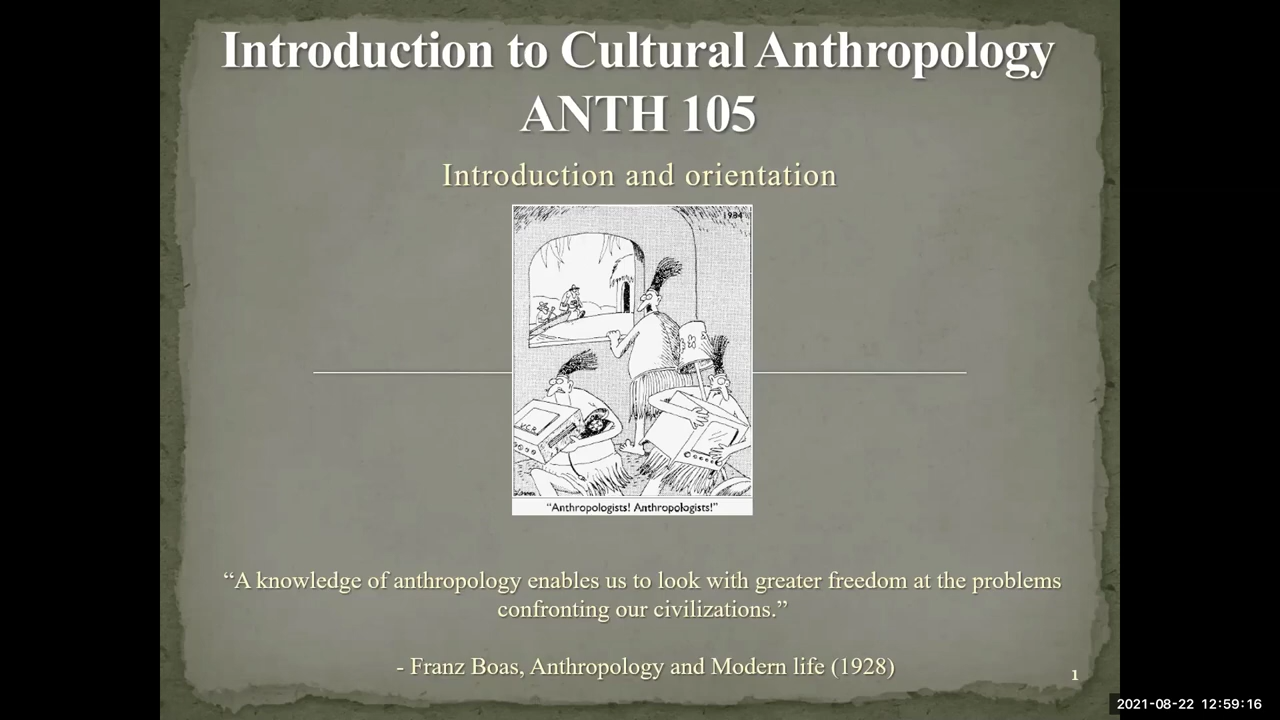 Introduction to Cultural Anthropology
ANTH 105
Introduction and orientation
1984
VCR
"Anthropologists! Anthropologists!"
“A knowledge of anthropology enables us to look with greater freedom at the problems
confronting our civilizations.”
- Franz Boas, Anthropology and Modern life (1928)
1
2021-08-22 12:59:16